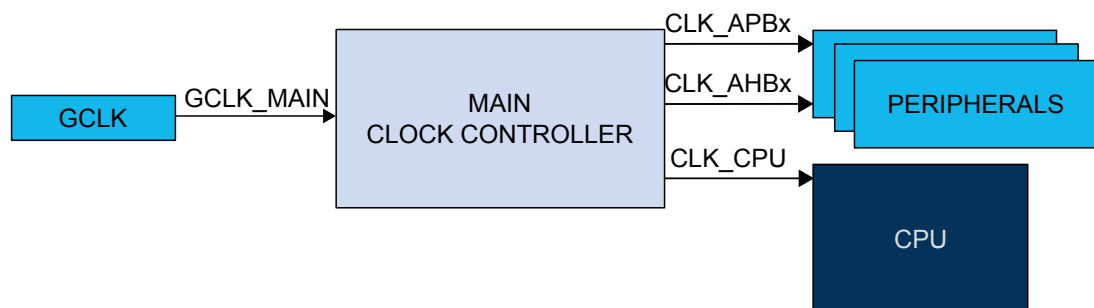 GCLK
GCLK_MAIN
MAIN
CLOCK CONTROLLER
CLK_APBx
CLK_AHBx
CLK_CPU
PERIPHERALS
CPU